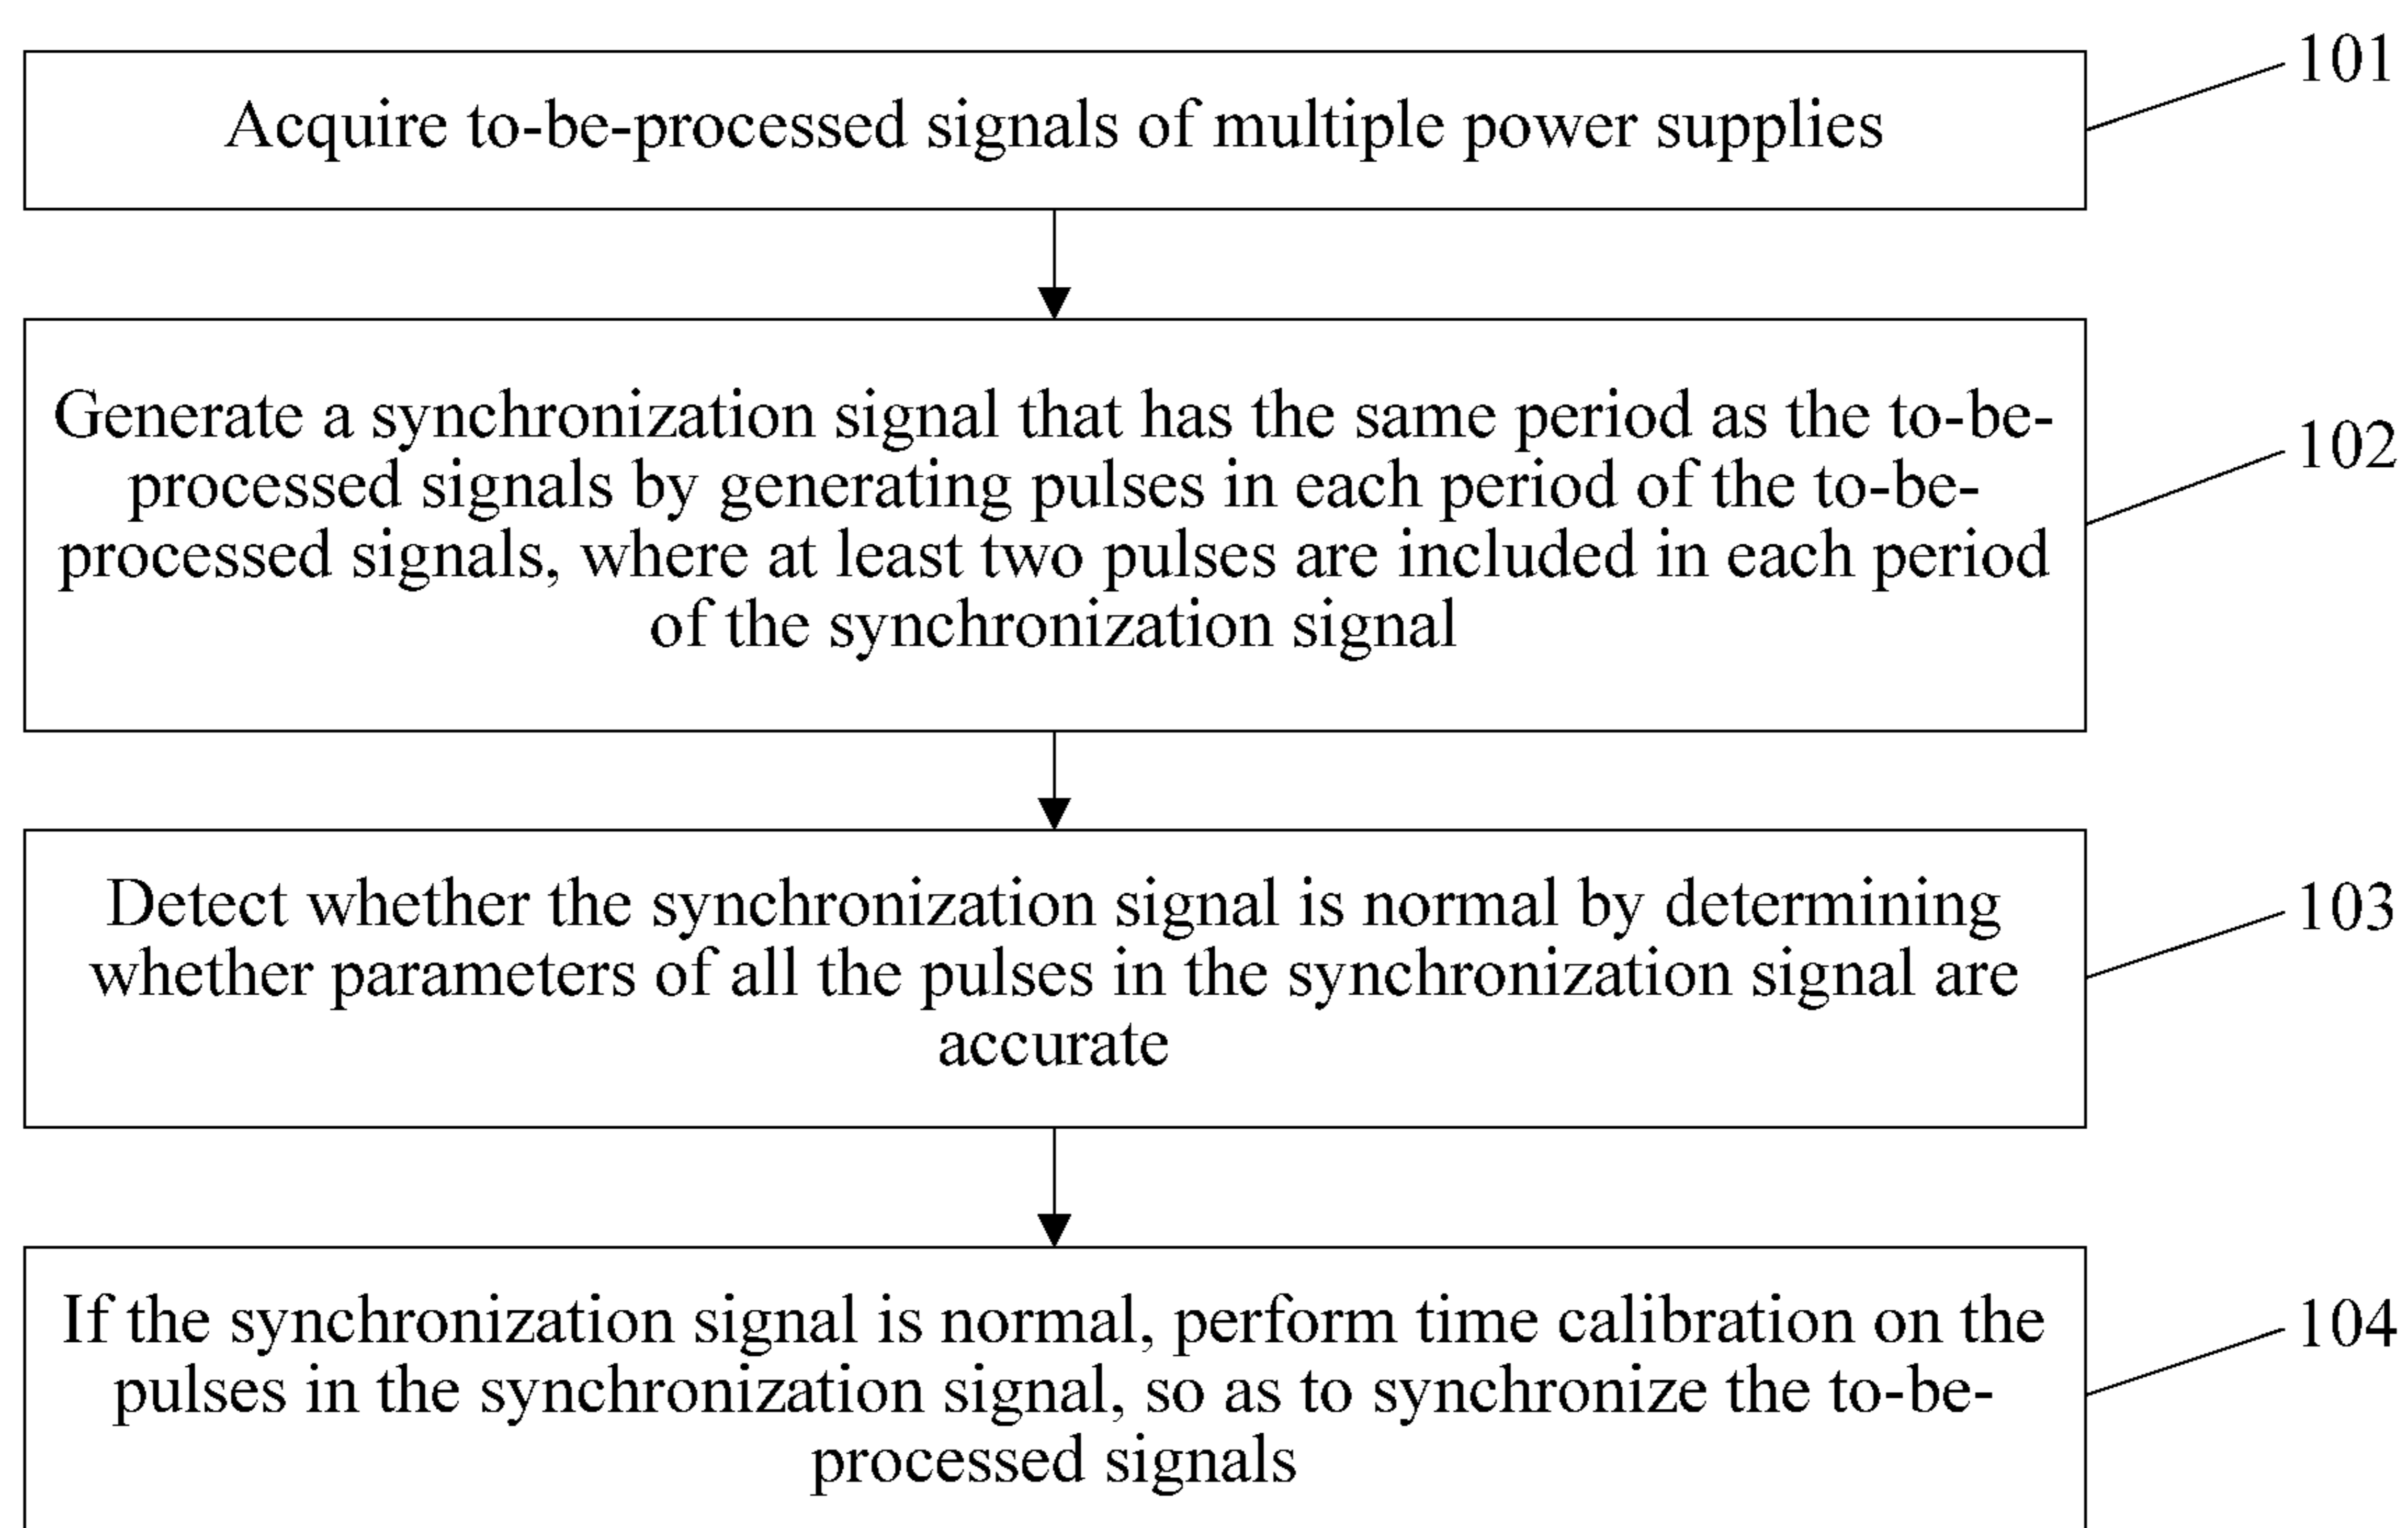 101
Acquire to-be-processed signals of multiple power supplies
Generate a synchronization signal that has the same period as the to-be-
processed signals by generating pulses in each period of the to-be-
processed signals, where at least two pulses are included in each period
of the synchronization signal
102
Detect whether the synchronization signal is normal by determining
whether parameters of all the pulses in the synchronization signal are
accurate
103
If the synchronization signal is normal, perform time calibration on the
pulses in the synchronization signal, so as to synchronize the to-be-
processed signals
104